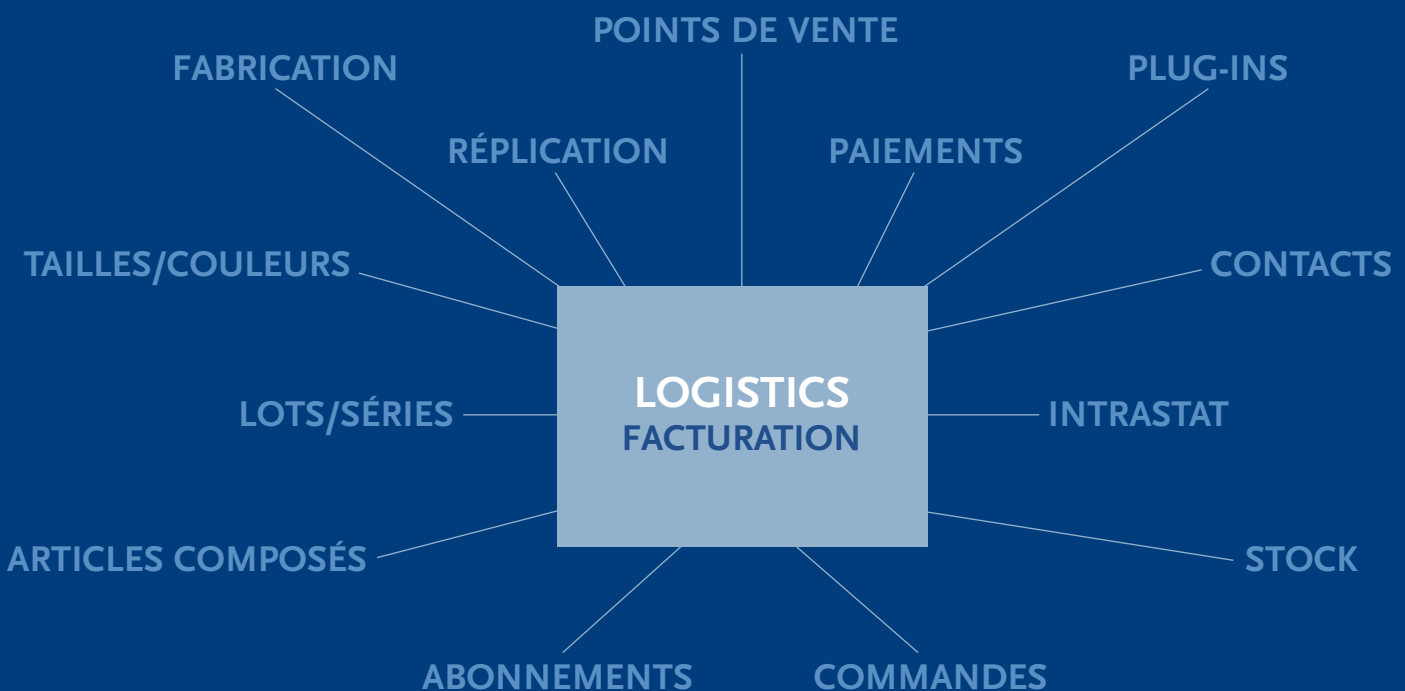 POINTS DE VENTE
FABRICATION
PLUG-INS
RÉPLICATION
PAIEMENTS
TAILLES/COULEURS
CONTACTS
LOGISTICS
FACTURATION
LOTS/SÉRIES
INTRASTAT
ARTICLES COMPOSÉS
STOCK
ABONNEMENTS
COMMANDES